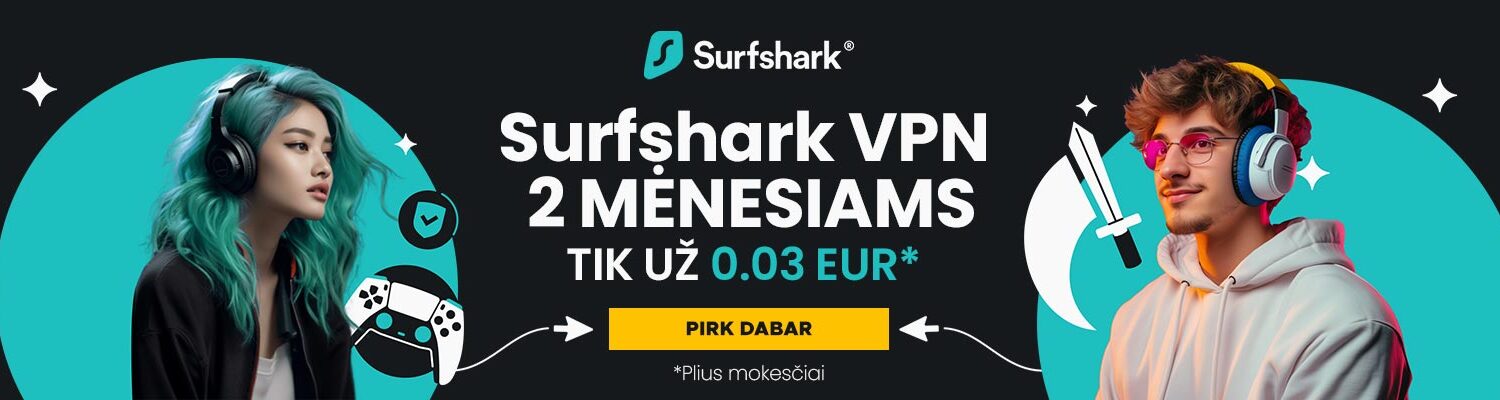 Surfshark®
Surfshark VPN
2 MĖNESIAMS
TIK UŽ 0.03 EUR*
PIRK DABAR
*Plius mokesčiai